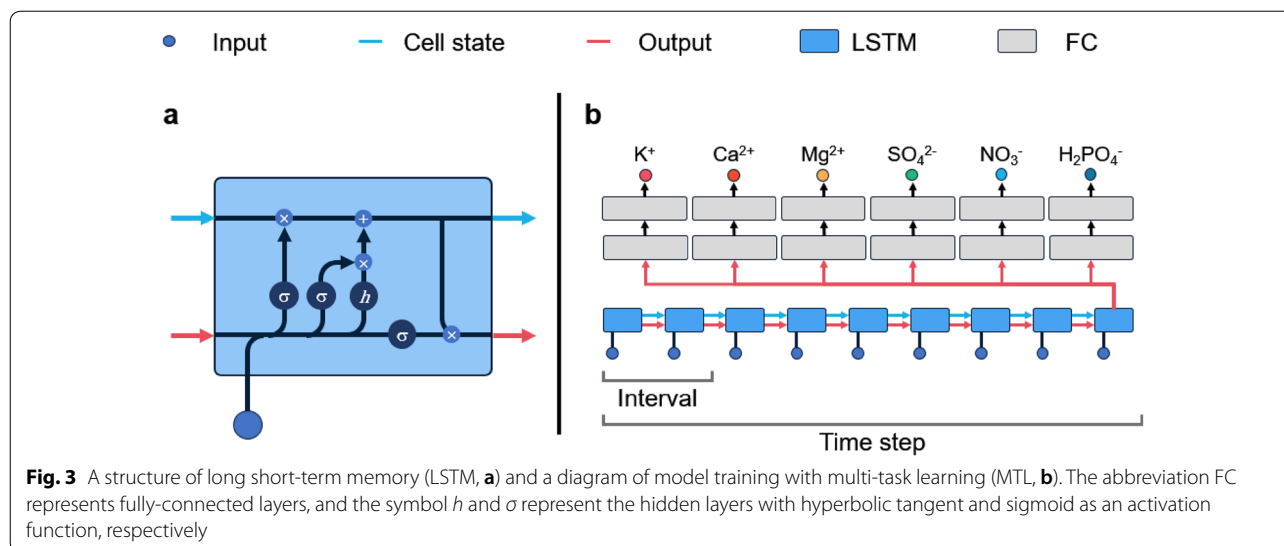 Input Cell state Output LSTM FC
a
b
K⁺ Ca²⁺ Mg²⁺ SO₄²⁻ NO₃⁻ H₂PO₄⁻
× +
×
σ σ h
σ ×
Interval
Time step
Fig. 3 A structure of long short-term memory (LSTM, a) and a diagram of model training with multi-task learning (MTL, b). The abbreviation FC
represents fully-connected layers, and the symbol h and σ represent the hidden layers with hyperbolic tangent and sigmoid as an activation
function, respectively